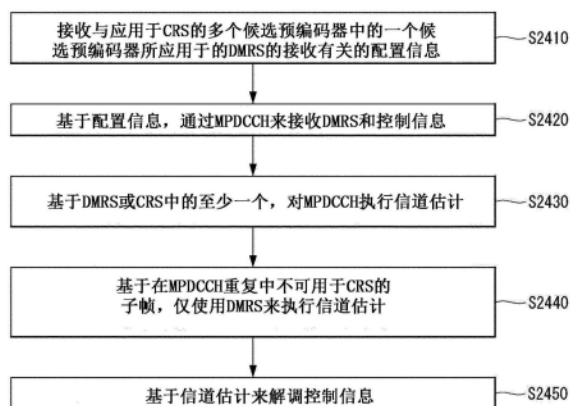 接收与应用于CRS的多个候选预编码器中的一个候
选预编码器所应用于的DMRS的接收有关的配置信息
S2410
基于配置信息，通过MPDCCH来接收DMRS和控制信息
S2420
基于DMRS或CRS中的至少一个，对MPDCCH执行信道估计
S2430
基于在MPDCCH重复中不可用于CRS的
子帧，仅使用DMRS来执行信道估计
S2440
基于信道估计来解调控制信息
S2450